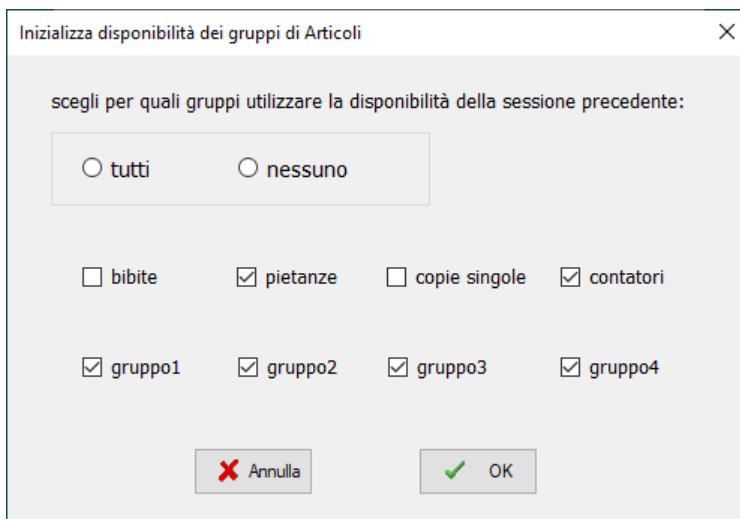 Inizializza disponibilità dei gruppi di Articoli
scegli per quali gruppi utilizzare la disponibilità della sessione precedente:
tutti nessuno
bibite pietanze copie singole contatori
gruppo1 gruppo2 gruppo3 gruppo4
Annulla OK